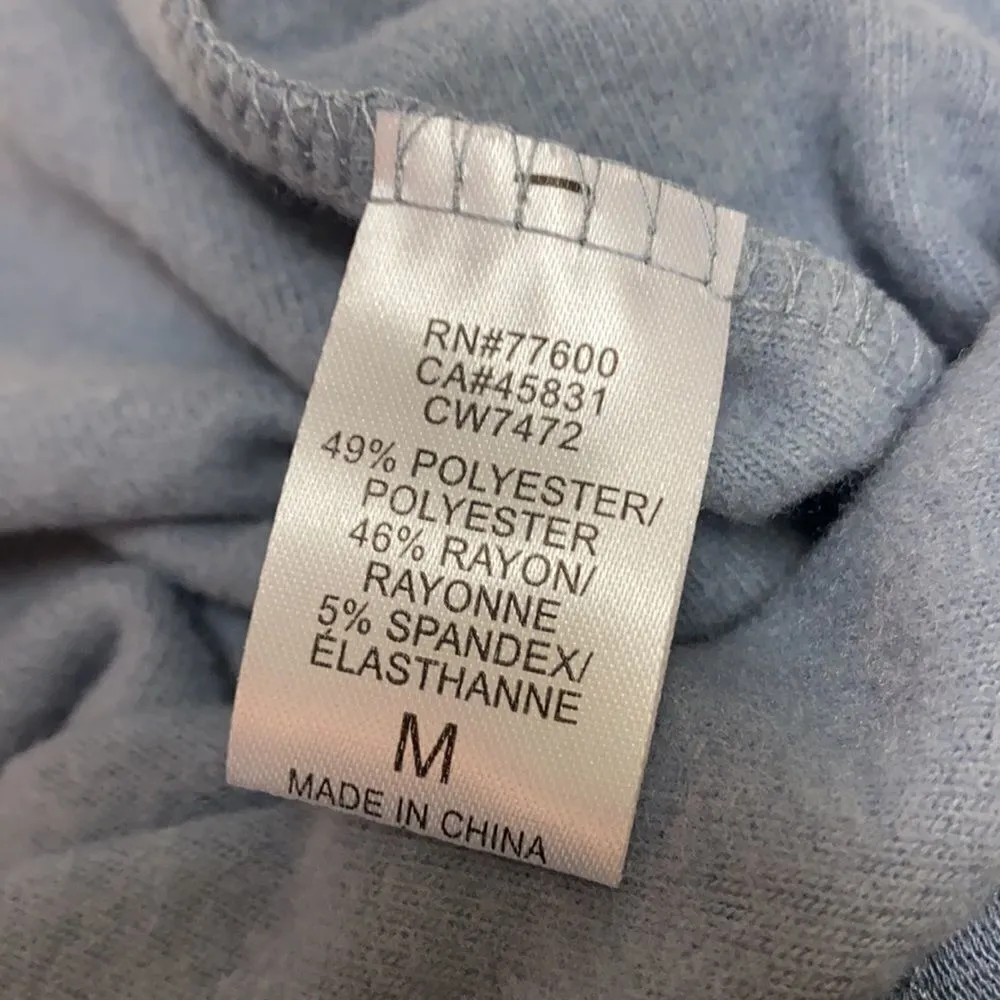 RN#77600
CA#45831
CW7472
49% POLYESTER/
POLYESTER
46% RAYON/
RAYONNE
5% SPANDEX/
ÉLASTHANNE
M
MADE IN CHINA